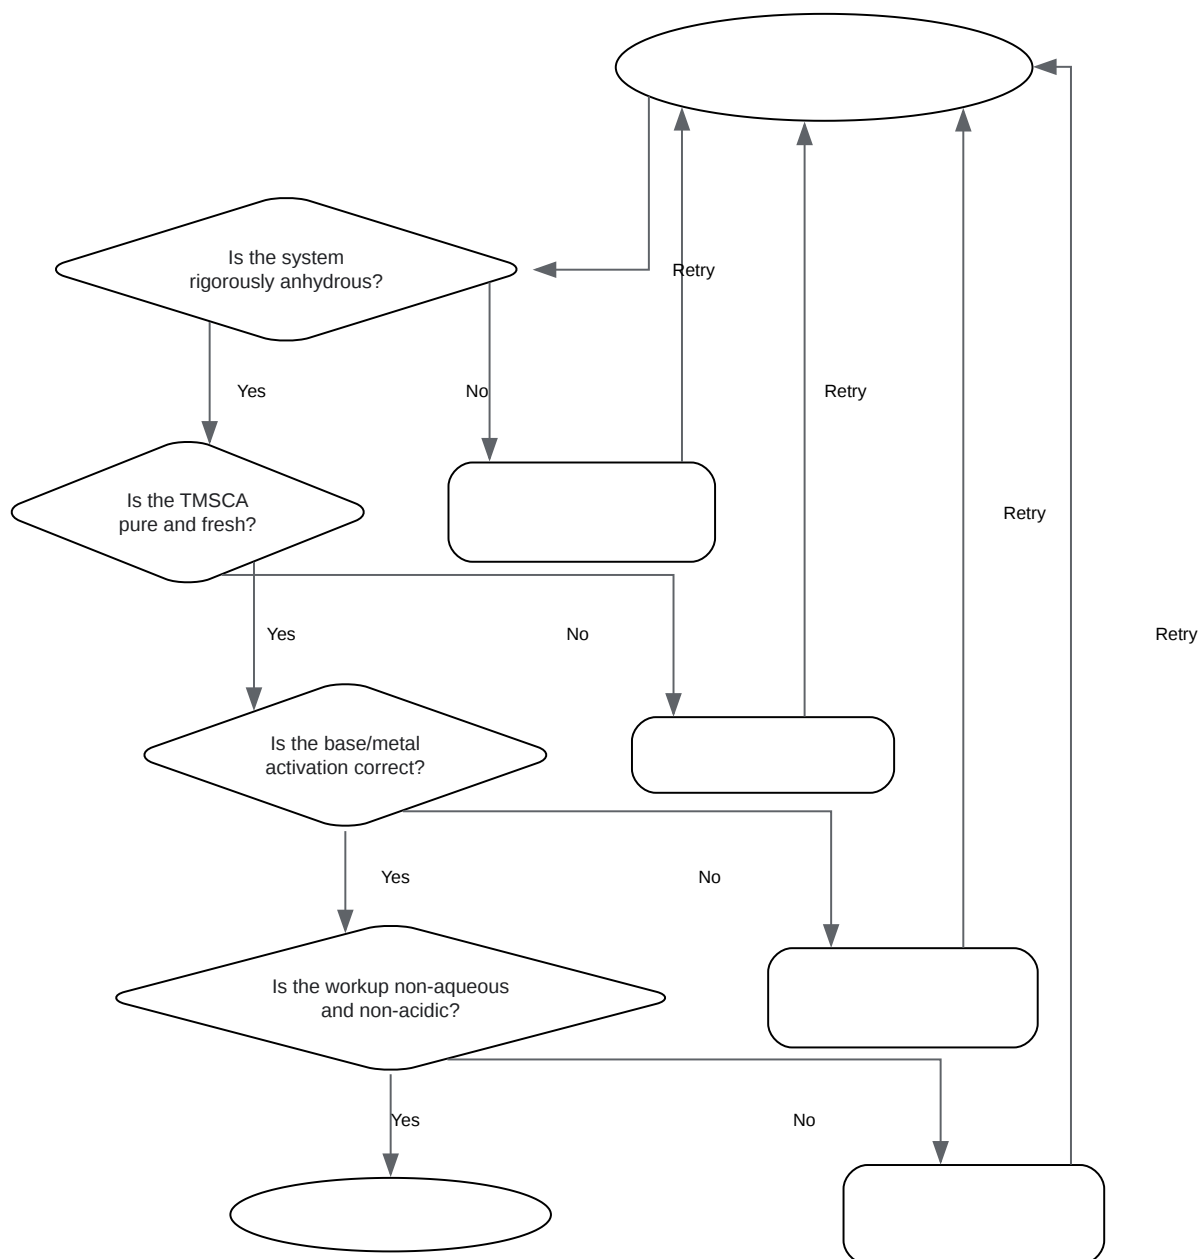 Is the system
rigorously anhydrous?
Retry
Yes
No
Retry
Is the TMSCA
pure and fresh?
Retry
Yes
No
Retry
Is the base/metal
activation correct?
Yes
No
Is the workup non-aqueous
and non-acidic?
Yes
No